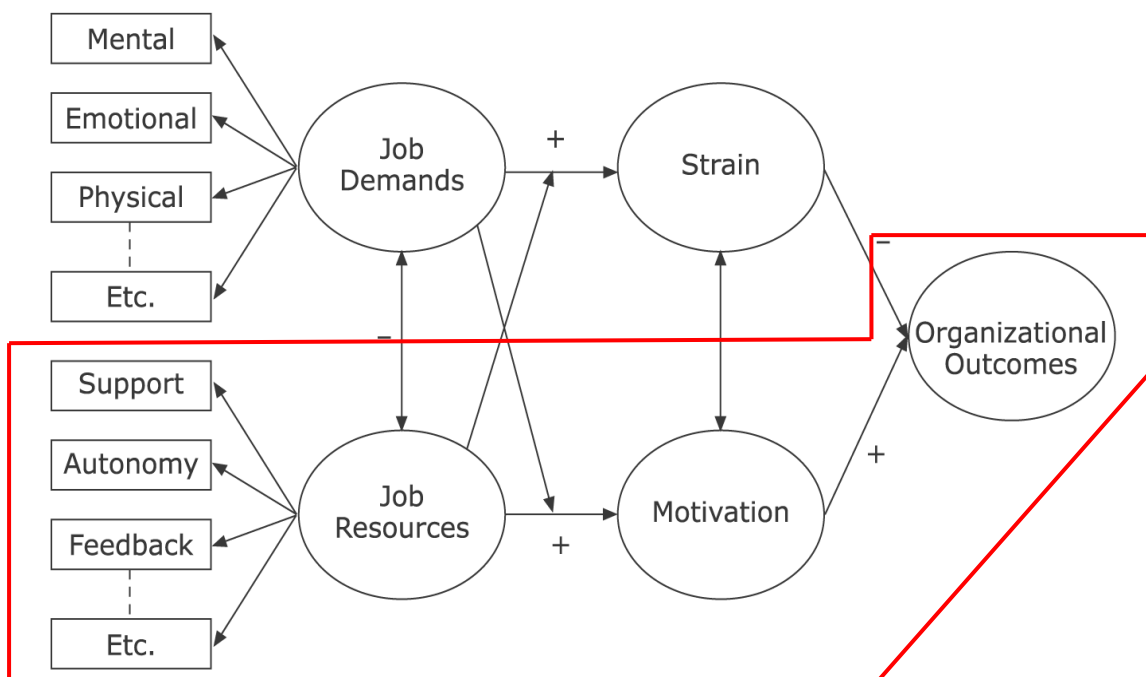 Mental
Emotional
Physical
Etc.
Job
Demands
+
Strain
–
–
Support
Autonomy
Feedback
Etc.
Job
Resources
+
Motivation
+
Organizational
Outcomes